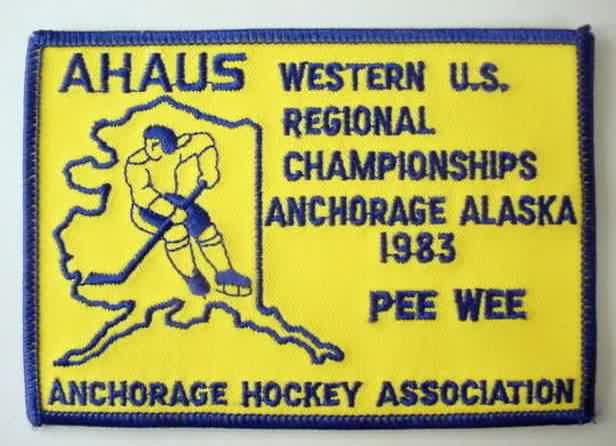 AHAUS WESTERN U.S.
REGIONAL
CHAMPIONSHIPS
ANCHORAGE ALASKA
1983
PEE WEE
ANCHORAGE HOCKEY ASSOCIATION